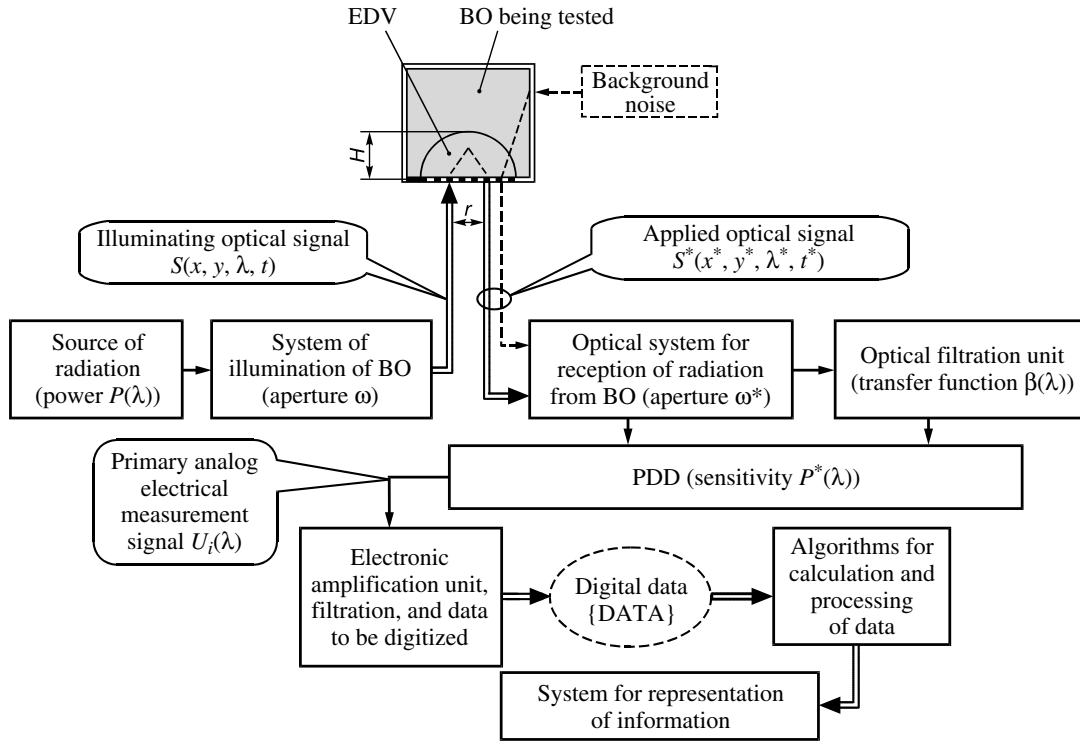 EDV
BO being tested
Background
noise
H
r
Illuminating optical signal
S(x, y, λ, t)
Applied optical signal
S*(x*, y*, λ*, t*)
Source of
radiation
(power P(λ))
System of
illumination of BO
(aperture ω)
Optical system for
reception of radiation
from BO (aperture ω*)
Optical filtration unit
(transfer function β(λ))
Primary analog
electrical
measurement
signal Uᵢ(λ)
PDD (sensitivity P*(λ))
Electronic
amplification unit,
filtration, and data
to be digitized
Digital data
{DATA}
Algorithms for
calculation and
processing
of data
System for representation
of information